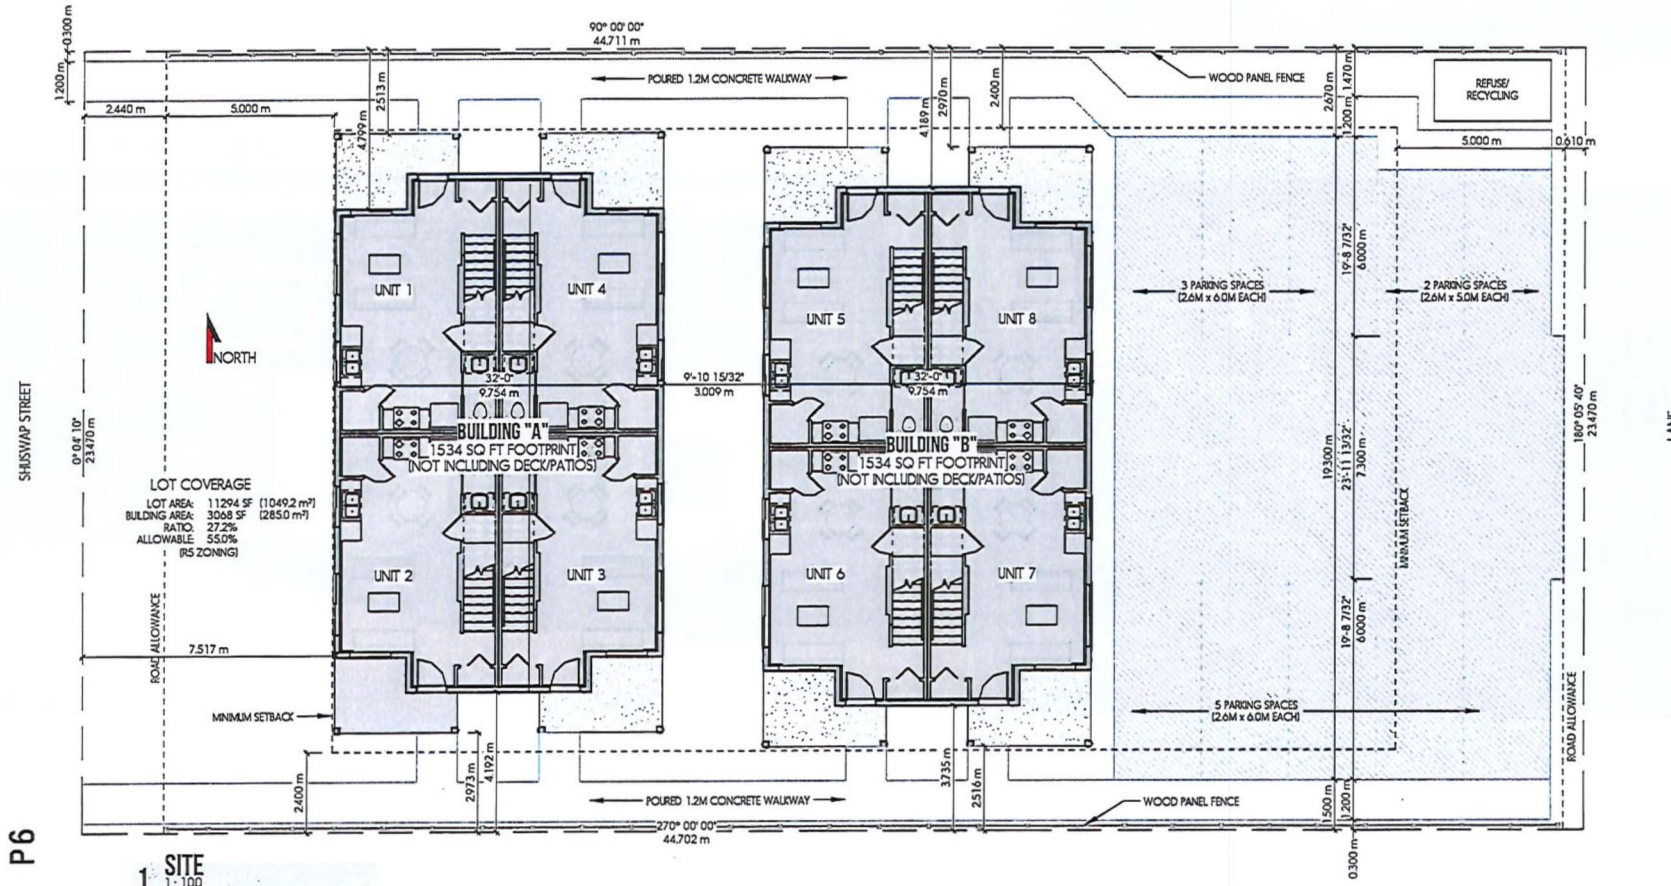 90° 00' 00"
44.711 m
0.300 m
1.200 m
2.440 m
5.000 m
2.513 m
4.799 m
POURED 1.2M CONCRETE WALKWAY
4.189 m
2.970 m
2.400 m
WOOD PANEL FENCE
2.670 m
1.470 m
1.200 m
REFUSE/
RECYCLING
5.000 m
0.610 m
UNIT 1
UNIT 4
UNIT 5
UNIT 8
19'-8 7/32"
6.000 m
3 PARKING SPACES
(2.6M x 6.0M EACH)
2 PARKING SPACES
(2.6M x 5.0M EACH)
NORTH
SHUSWAP STREET
0° 04' 10"
23.470 m
32'-0"
9.754 m
9'-10 15/32"
3.009 m
32'-0"
9.754 m
BUILDING "A"
1534 SQ FT FOOTPRINT
(NOT INCLUDING DECK/PATIOS)
BUILDING "B"
1534 SQ FT FOOTPRINT
(NOT INCLUDING DECK/PATIOS)
19.300 m
23'-11 13/32"
7.300 m
180° 05' 40"
23.470 m
LOT COVERAGE
LOT AREA: 11294 SF (1049.2 m²)
BUILDING AREA: 3068 SF (285.0 m²)
RATIO: 27.2%
ALLOWABLE: 55.0%
(R5 ZONING)
MINIMUM SETBACK
UNIT 2
UNIT 3
UNIT 6
UNIT 7
19'-8 7/32"
6.000 m
ROAD ALLOWANCE
7.517 m
MINIMUM SETBACK
5 PARKING SPACES
(2.6M x 6.0M EACH)
ROAD ALLOWANCE
2.400 m
2.973 m
4.192 m
3.735 m
2.516 m
1.500 m
1.200 m
0.300 m
POURED 1.2M CONCRETE WALKWAY
WOOD PANEL FENCE
270° 00' 00"
44.702 m
P6
1 SITE
1 : 100